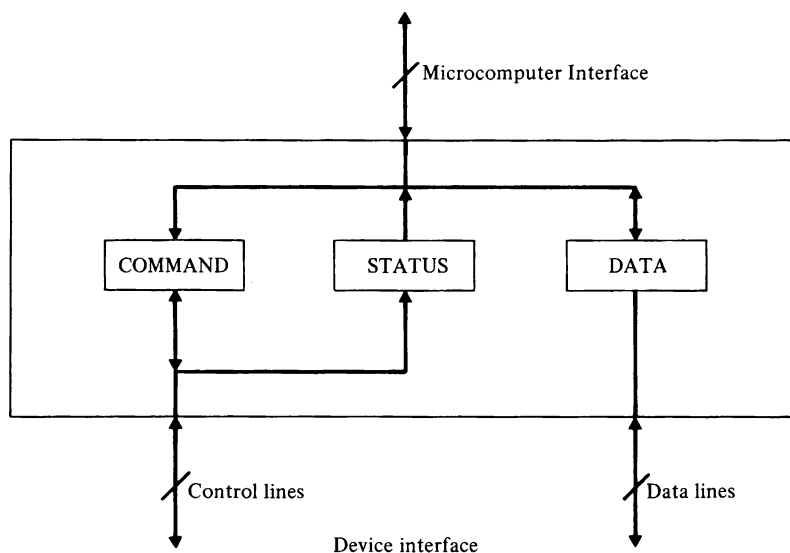 Microcomputer Interface
COMMAND
STATUS
DATA
Control lines
Data lines
Device interface